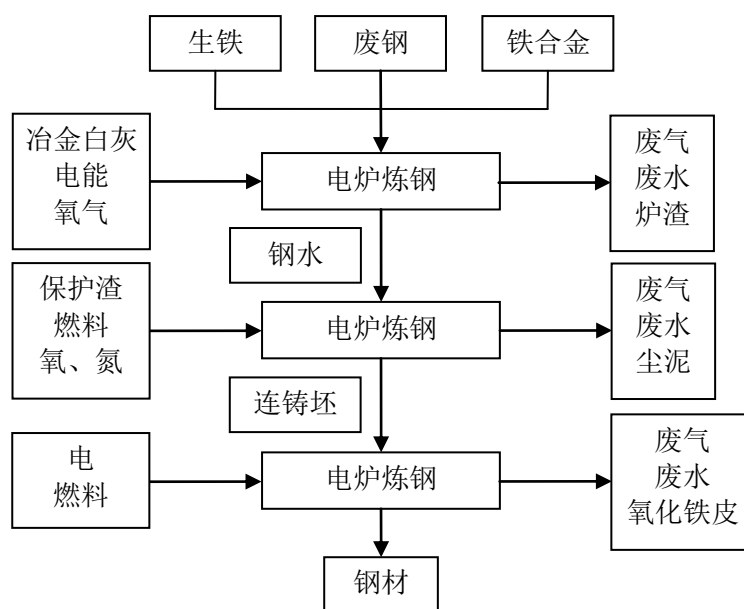 生铁
废钢
铁合金
冶金白灰
电能
氧气
电炉炼钢
废气
废水
炉渣
钢水
保护渣
燃料
氧、氮
电炉炼钢
废气
废水
尘泥
连铸坯
电
燃料
电炉炼钢
废气
废水
氧化铁皮
钢材